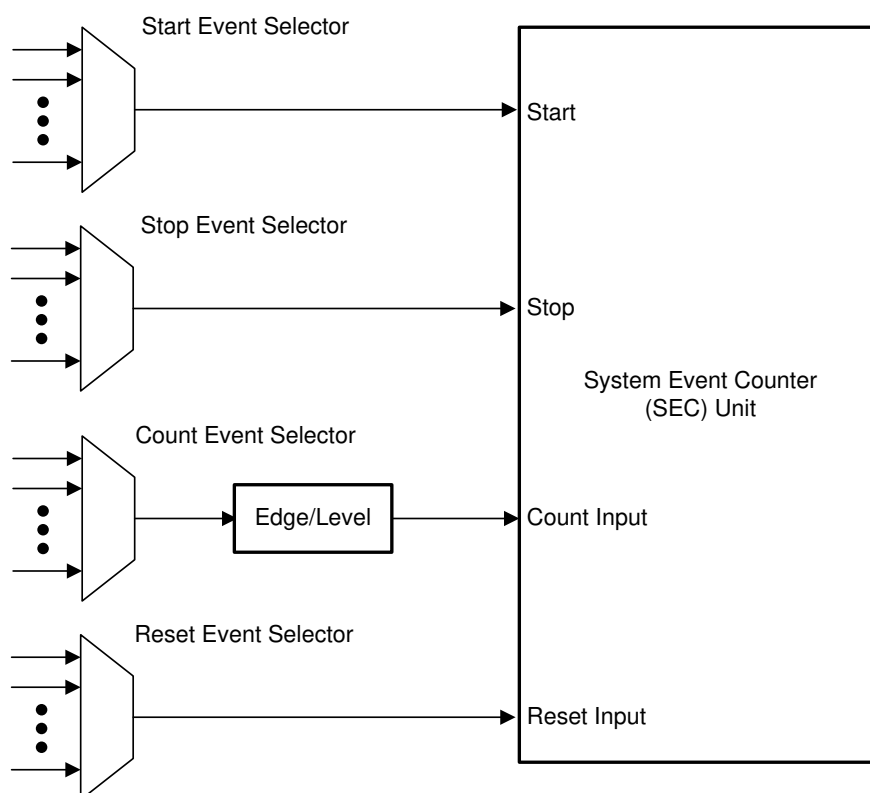 Start Event Selector
Start
Stop Event Selector
Stop
System Event Counter
(SEC) Unit
Count Event Selector
Edge/Level
Count Input
Reset Event Selector
Reset Input